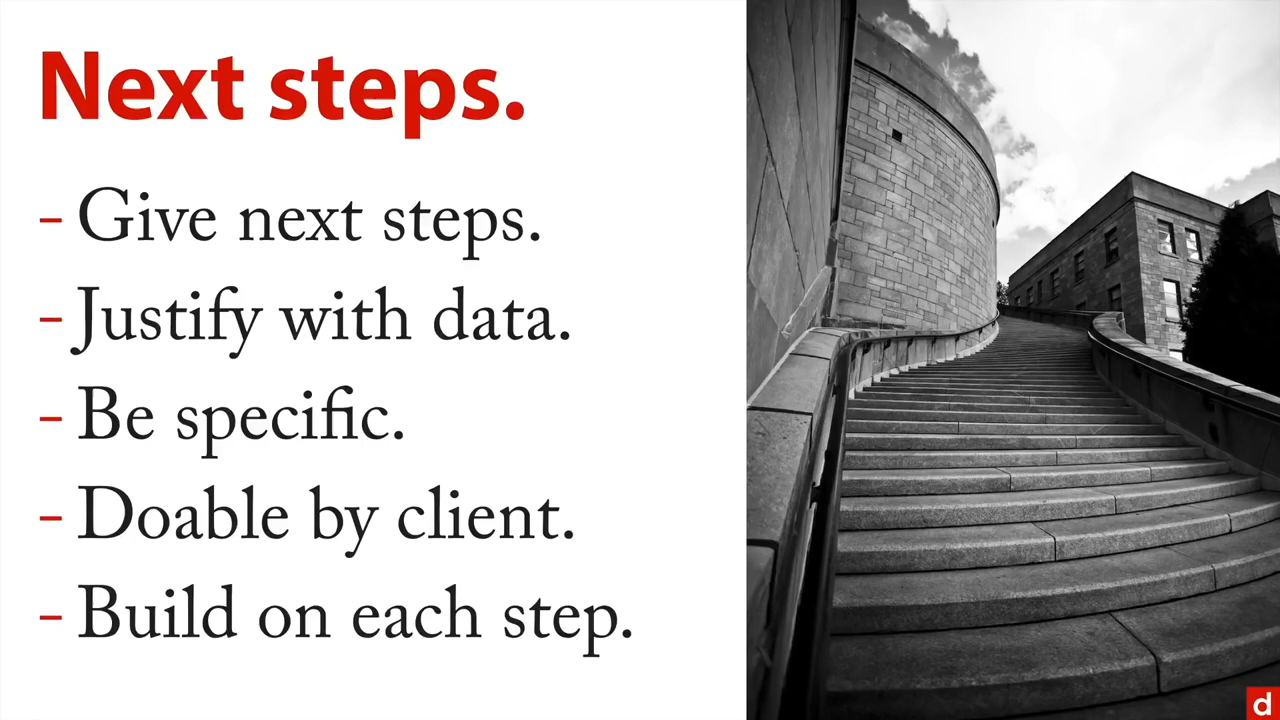 Next steps.
- Give next steps.
- Justify with data.
- Be specific.
- Doable by client.
- Build on each step.
d